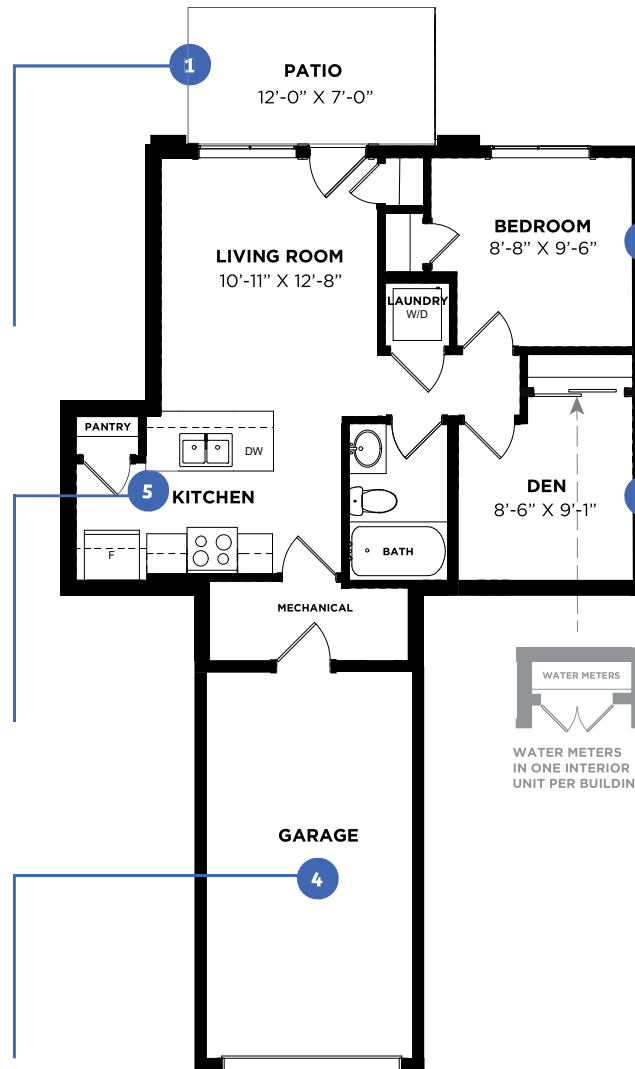 1
PATIO
12’-0” X 7’-0”
BEDROOM
8’-8” X 9’-6”
LIVING ROOM
10’-11” X 12’-8”
LAUNDRY
W/D
PANTRY
DW
5
KITCHEN
DEN
8’-6” X 9’-1”
F
BATH
MECHANICAL
WATER METERS
WATER METERS
IN ONE INTERIOR
UNIT PER BUILDIN
GARAGE
4